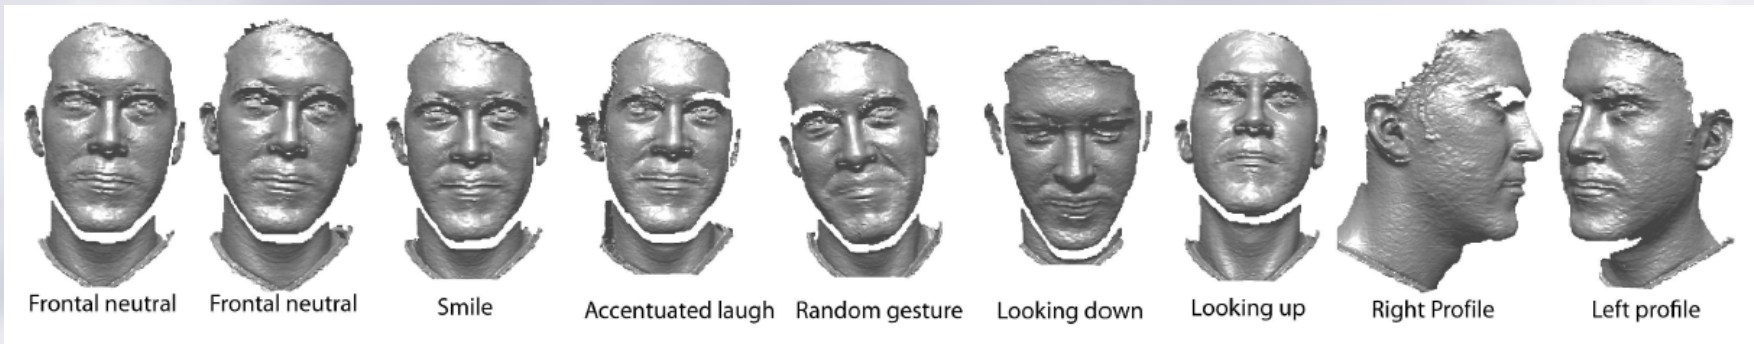 Frontal neutral
Frontal neutral
Smile
Accentuated laugh
Random gesture
Looking down
Looking up
Right Profile
Left profile